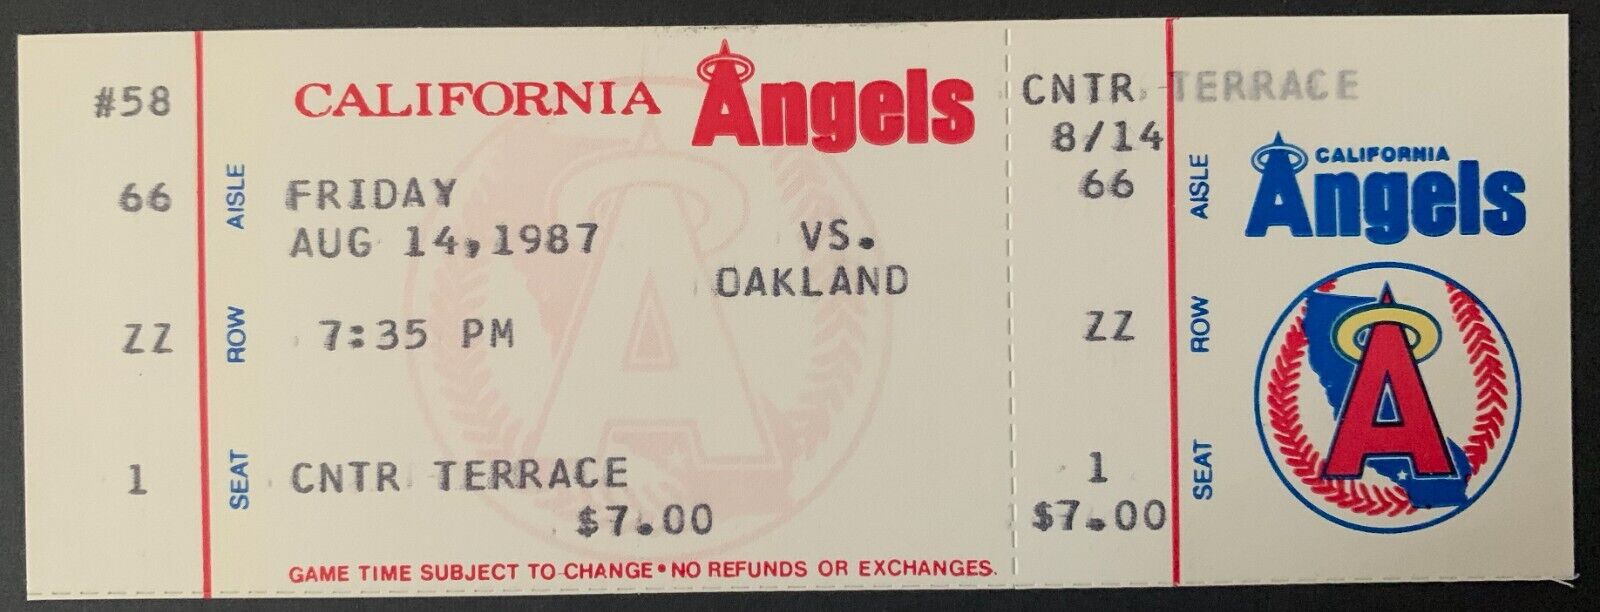 #58
66
ZZ
1
AISLE
ROW
SEAT
CALIFORNIA Angels
FRIDAY
AUG 14,1987
VS.
OAKLAND
7:35 PM
CNTR TERRACE
$7.00
GAME TIME SUBJECT TO CHANGE • NO REFUNDS OR EXCHANGES.
CNTR TERRACE
8/14
66
ZZ
1
$7.00
AISLE
ROW
SEAT
CALIFORNIA
Angels
A